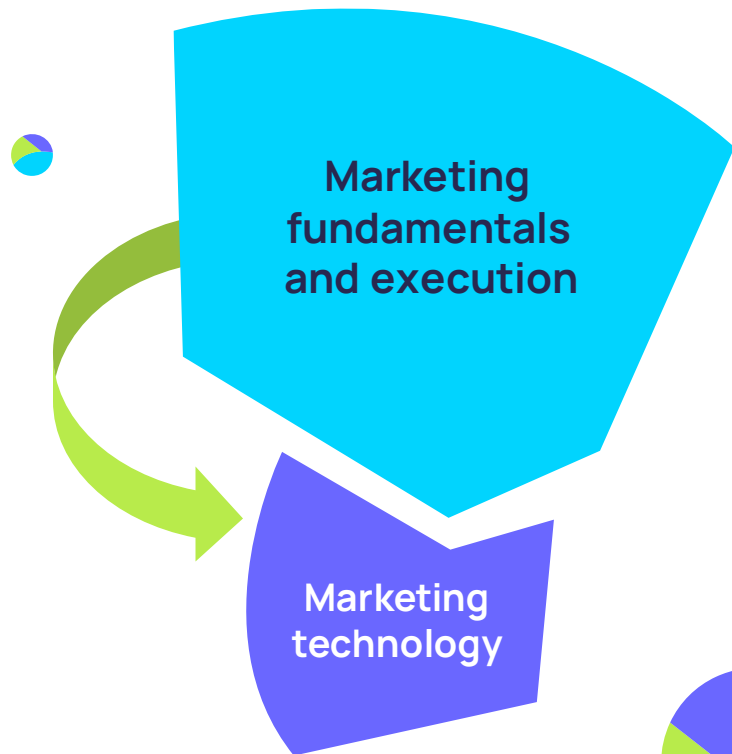 Marketing
fundamentals
and execution
Marketing
technology